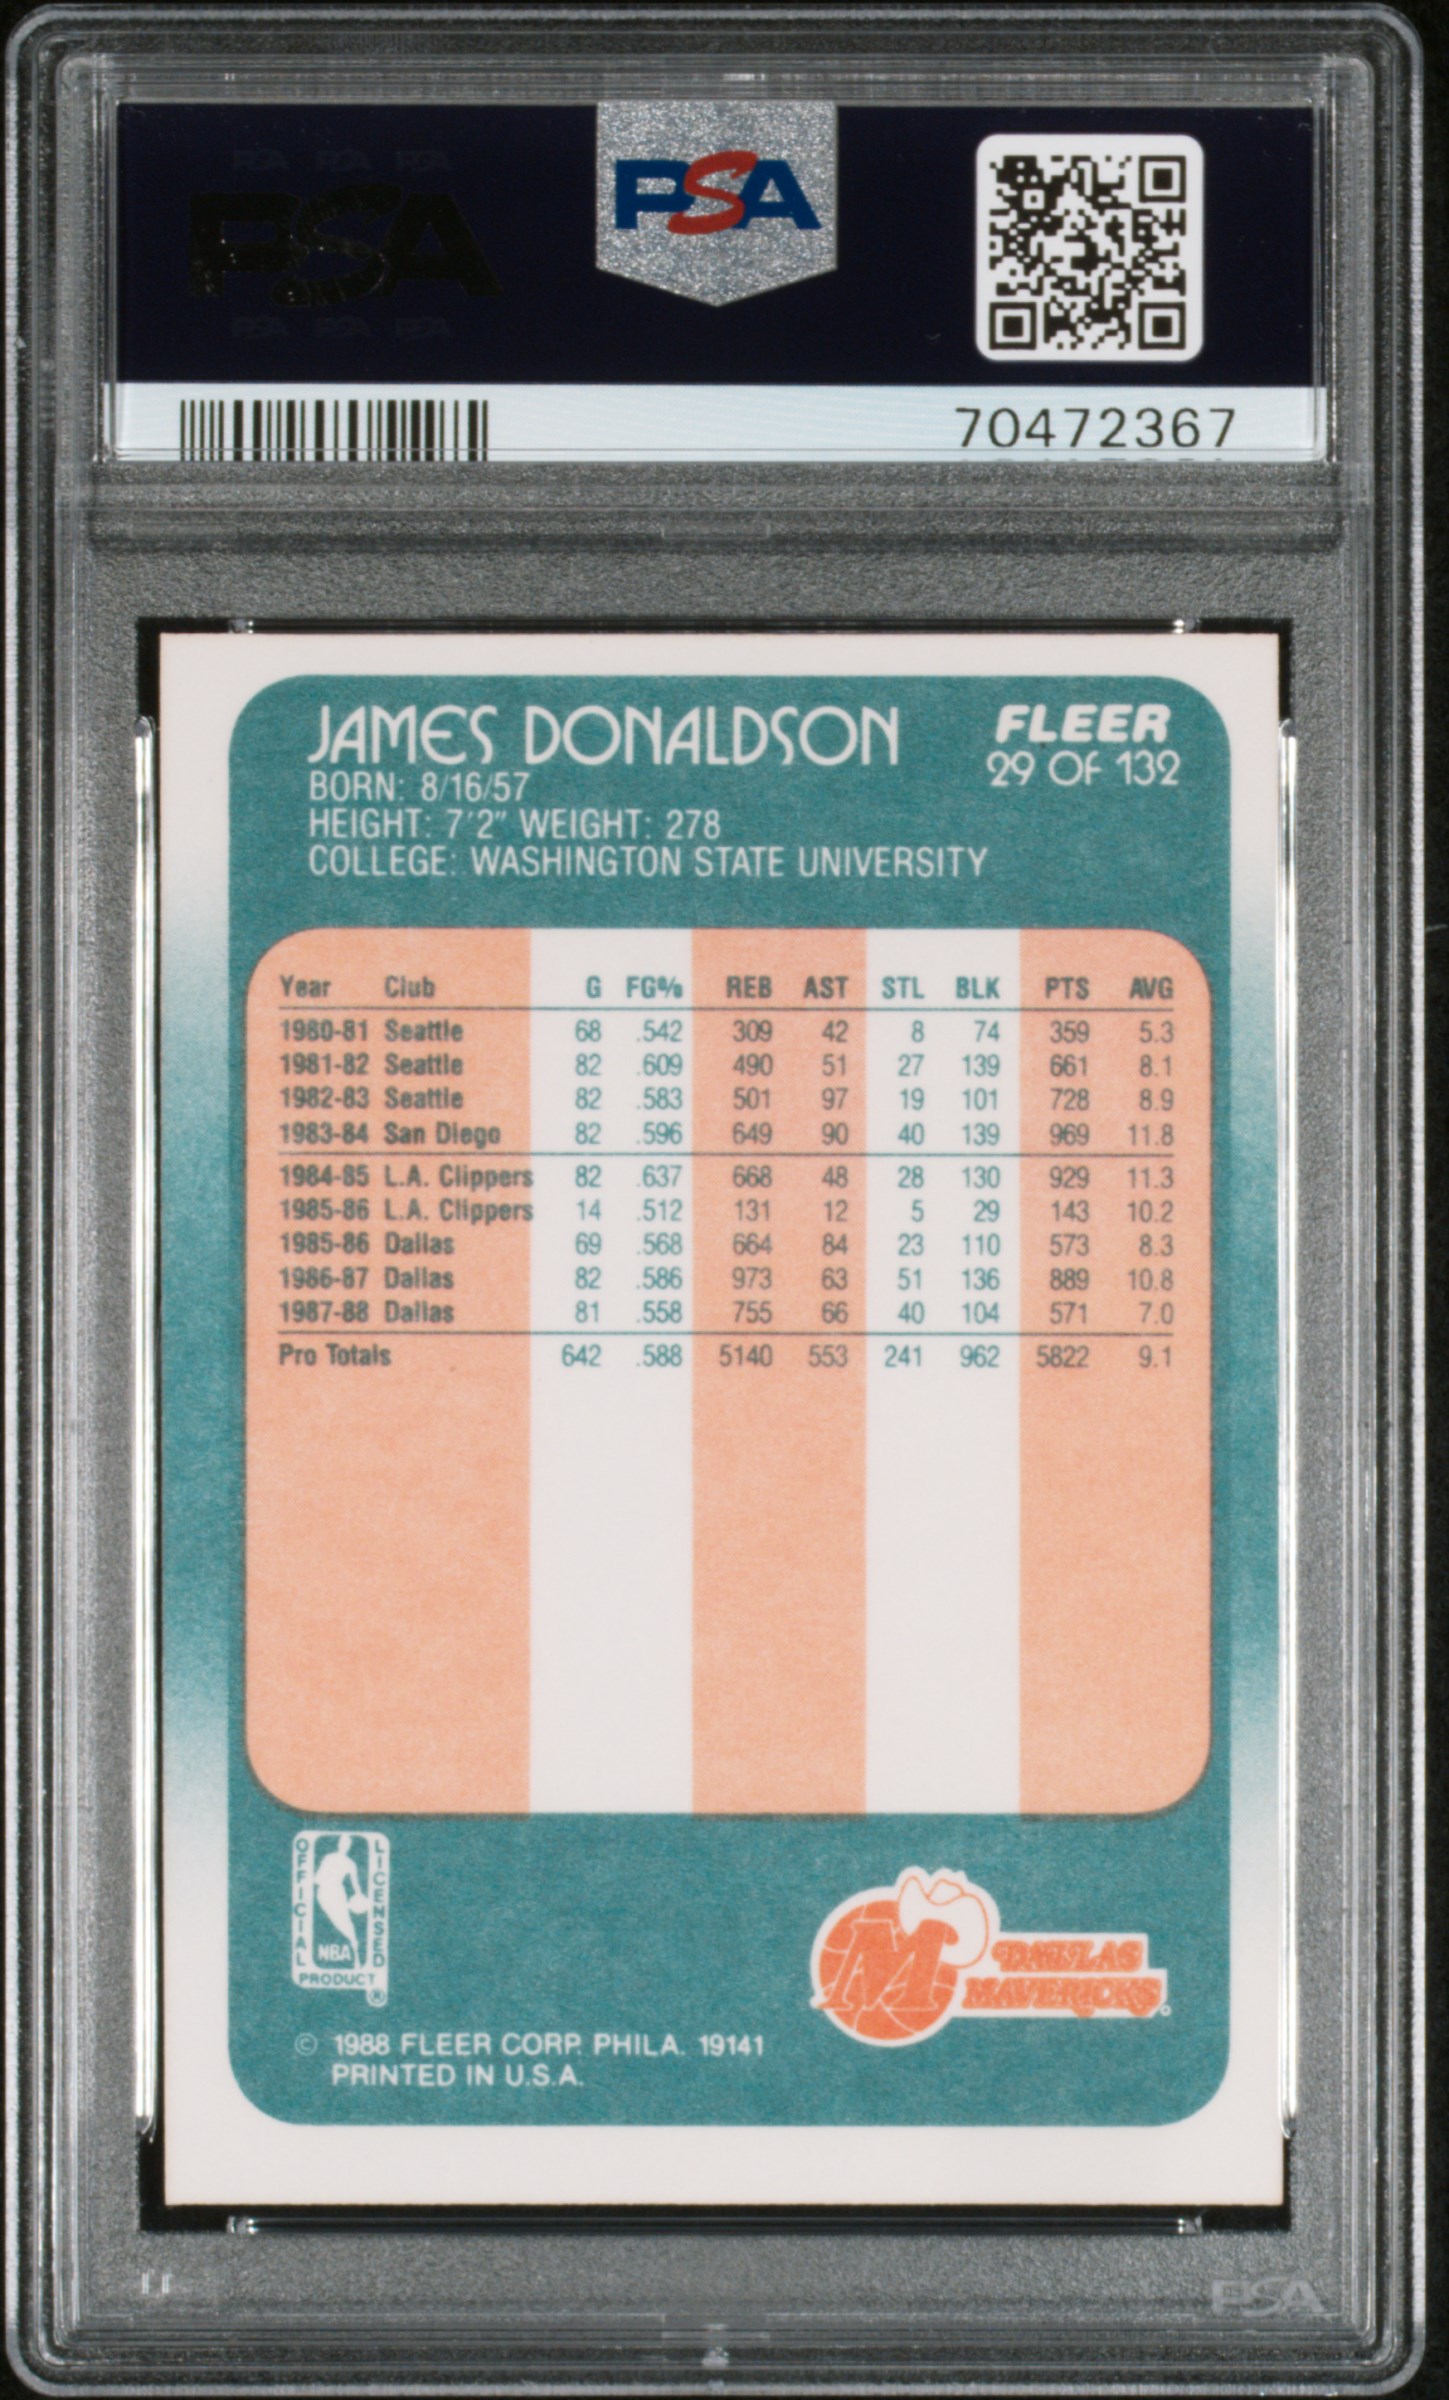 PSA PSA PSA
PSA
PSA PSA PSA
PSA
70472367
JAMES DONALDSON
FLEER
29 OF 132
BORN: 8/16/57
HEIGHT: 7'2" WEIGHT: 278
COLLEGE: WASHINGTON STATE UNIVERSITY
Year Club G FG% REB AST STL BLK PTS AVG
1980-81 Seattle 68 .542 309 42 8 74 359 5.3
1981-82 Seattle 82 .609 490 51 27 139 661 8.1
1982-83 Seattle 82 .583 501 97 19 101 728 8.9
1983-84 San Diego 82 .596 649 90 40 139 969 11.8
1984-85 L.A. Clippers 82 .637 668 48 28 130 929 11.3
1985-86 L.A. Clippers 14 .512 131 12 5 29 143 10.2
1985-86 Dallas 69 .568 664 84 23 110 573 8.3
1986-87 Dallas 82 .586 973 63 51 136 889 10.8
1987-88 Dallas 81 .558 755 66 40 104 571 7.0
Pro Totals 642 .588 5140 553 241 962 5822 9.1
OFFICIAL
LICENSED
NBA
PRODUCT
®
M
DALLAS
MAVERICKS
© 1988 FLEER CORP. PHILA. 19141
PRINTED IN U.S.A.
PSA